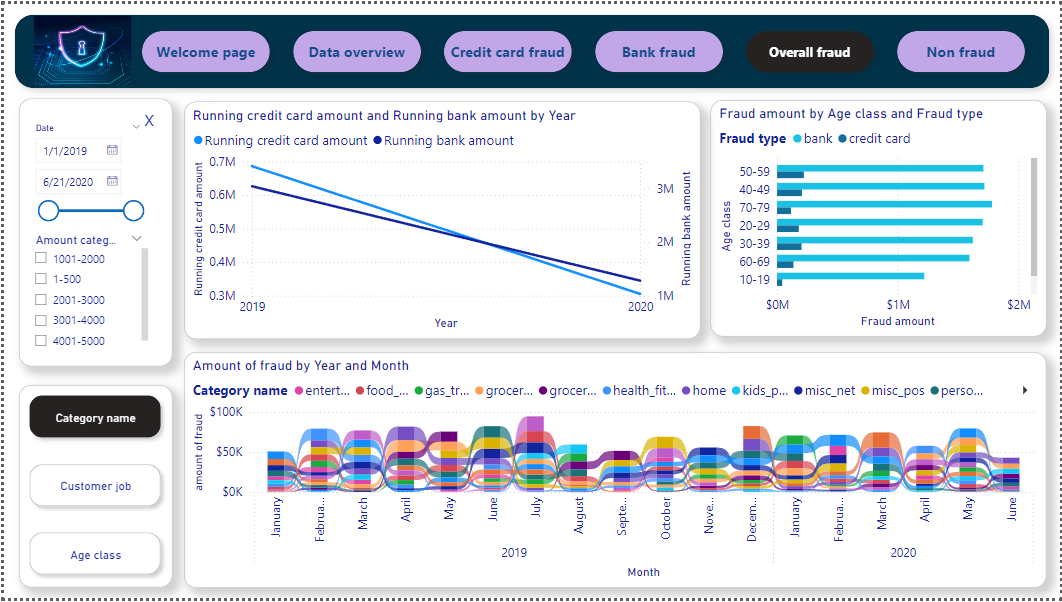 Welcome page
Data overview
Credit card fraud
Bank fraud
Overall fraud
Non fraud
Date
X
1/1/2019
6/21/2020
Amount categ...
1001-2000
1-500
2001-3000
3001-4000
4001-5000
Category name
Customer job
Age class
Running credit card amount and Running bank amount by Year
Running credit card amount Running bank amount
Running credit card amount
0.7M
0.6M
0.5M
0.4M
0.3M
3M
2M
1M
Running bank amount
2019
2020
Year
Fraud amount by Age class and Fraud type
Fraud type bank credit card
Age class
50-59
40-49
70-79
20-29
30-39
60-69
10-19
$0M
$1M
$2M
Fraud amount
Amount of fraud by Year and Month
Category name entert... food_... gas_tr... grocer... grocer... health_fit... home kids_p... misc_net misc_pos perso...
amount of fraud
$100K
$50K
$0K
January
Februa...
March
April
May
June
July
August
Septe...
October
Nove...
Decem...
January
Februa...
March
April
May
June
2019
2020
Month